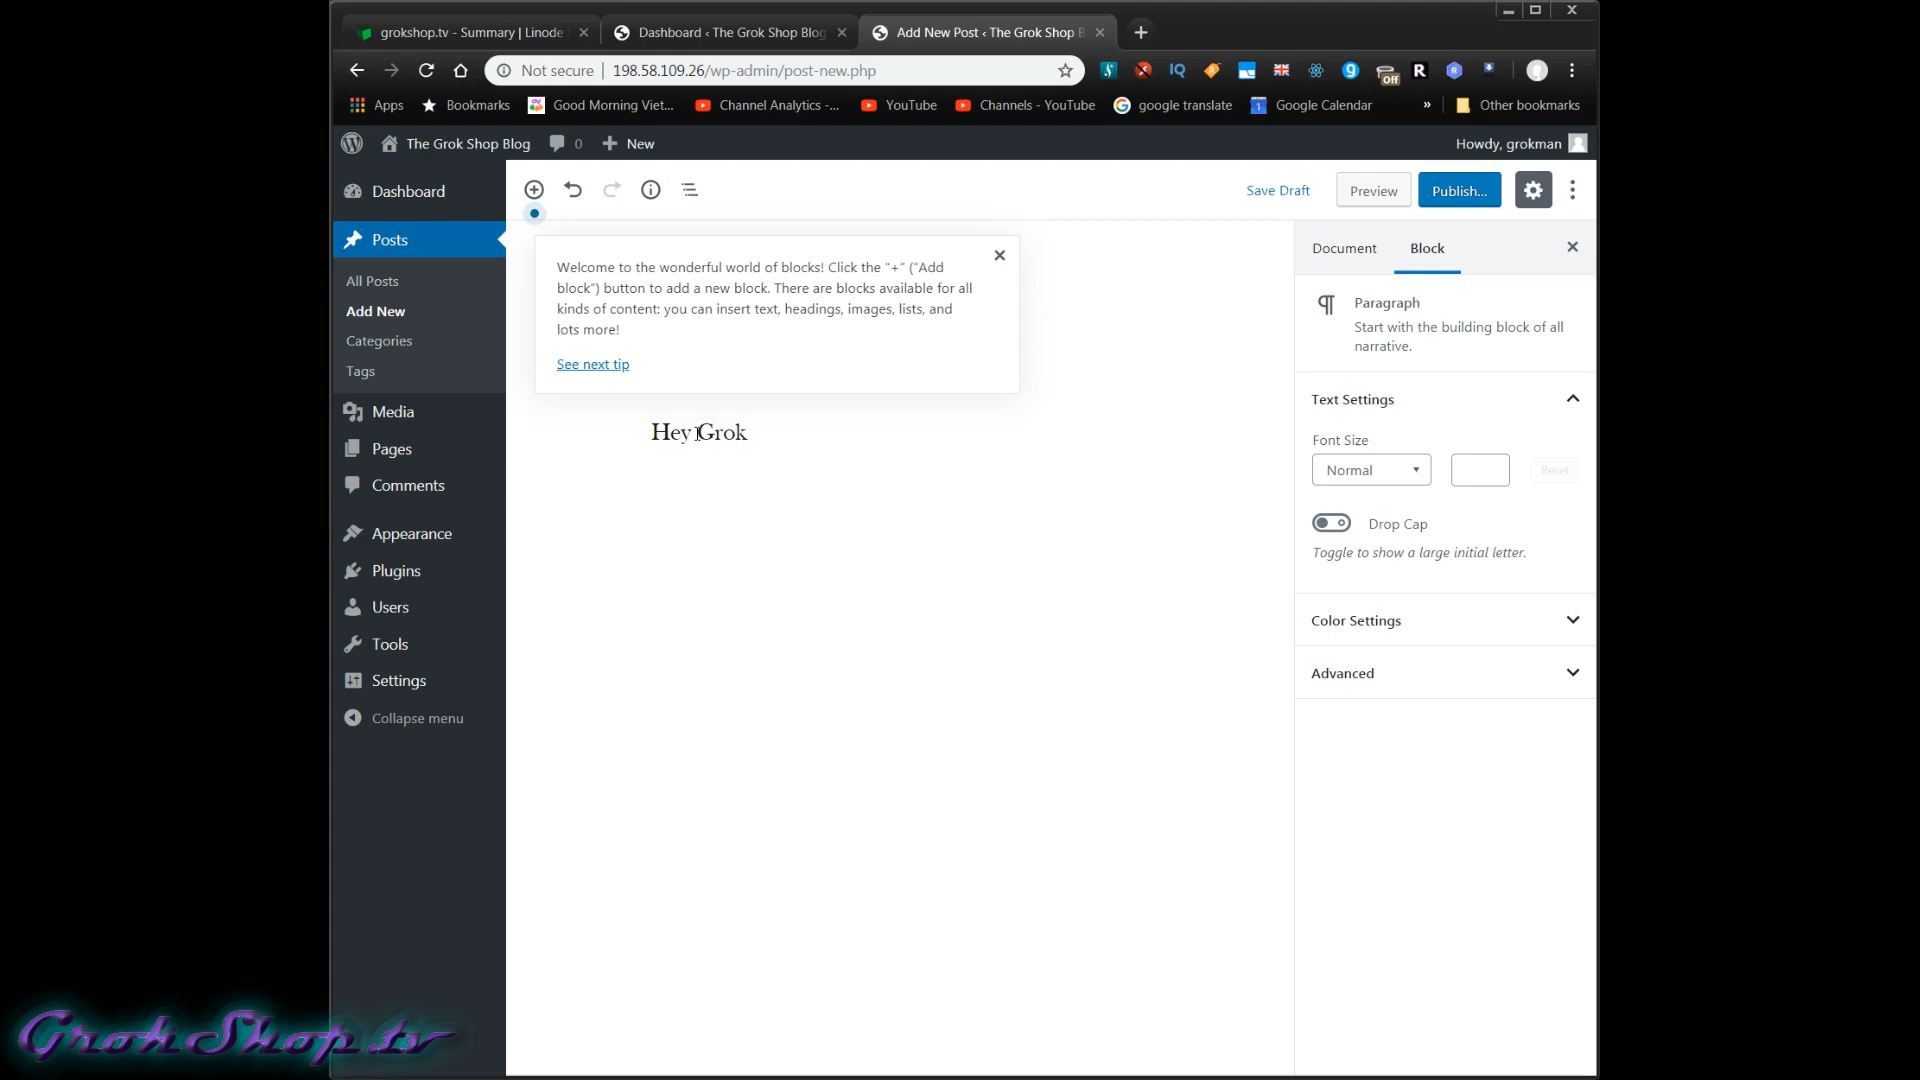 grokshop.tv - Summary | Linode
Dashboard ‹ The Grok Shop Blog
Add New Post ‹ The Grok Shop B
Not secure | 198.58.109.26/wp-admin/post-new.php
IQ
Off
R
Apps
Bookmarks
Good Morning Viet...
Channel Analytics -...
YouTube
Channels - YouTube
google translate
Google Calendar
»
Other bookmarks
The Grok Shop Blog
0
New
Howdy, grokman
Dashboard
Posts
All Posts
Add New
Categories
Tags
Media
Pages
Comments
Appearance
Plugins
Users
Tools
Settings
Collapse menu
Save Draft
Preview
Publish...
Welcome to the wonderful world of blocks! Click the “+” (“Add
block”) button to add a new block. There are blocks available for all
kinds of content: you can insert text, headings, images, lists, and
lots more!
See next tip
Hey Grok
Document
Block
Paragraph
Start with the building block of all
narrative.
Text Settings
Font Size
Normal
Reset
Drop Cap
Toggle to show a large initial letter.
Color Settings
Advanced
GrokShop.tv